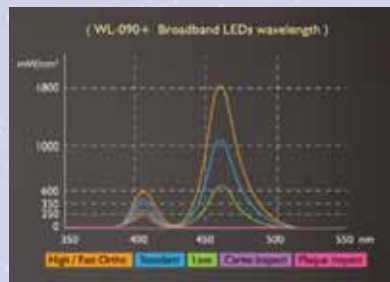 ( WL-090+ Broadband LEDs wavelength )
mW/cm²
1800
1000
600
350
250
0
350 400 450 500 550 nm
High / Fast Ortho Standard Low Caries Inspect Plaque Inspect